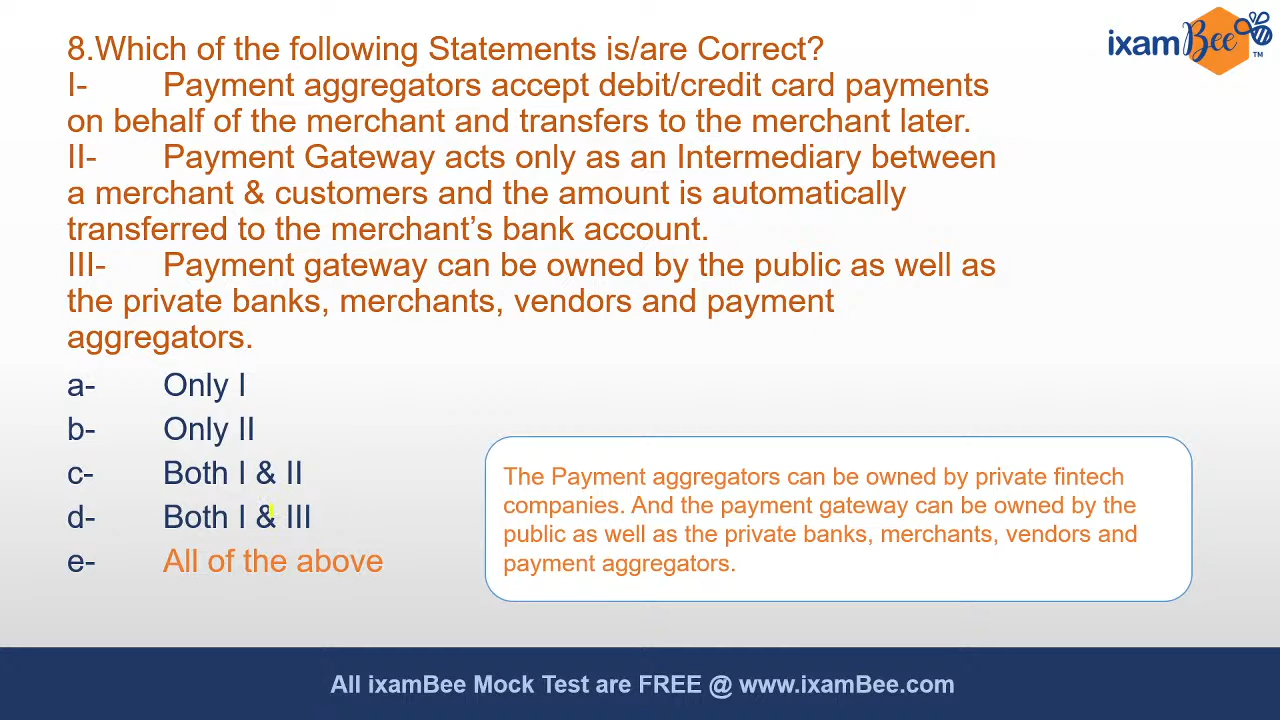 ixamBee™
8.Which of the following Statements is/are Correct?
I- Payment aggregators accept debit/credit card payments
on behalf of the merchant and transfers to the merchant later.
II- Payment Gateway acts only as an Intermediary between
a merchant & customers and the amount is automatically
transferred to the merchant’s bank account.
III- Payment gateway can be owned by the public as well as
the private banks, merchants, vendors and payment
aggregators.
a- Only I
b- Only II
c- Both I & II
d- Both I & III
e- All of the above
The Payment aggregators can be owned by private fintech
companies. And the payment gateway can be owned by the
public as well as the private banks, merchants, vendors and
payment aggregators.
All ixamBee Mock Test are FREE @ www.ixamBee.com